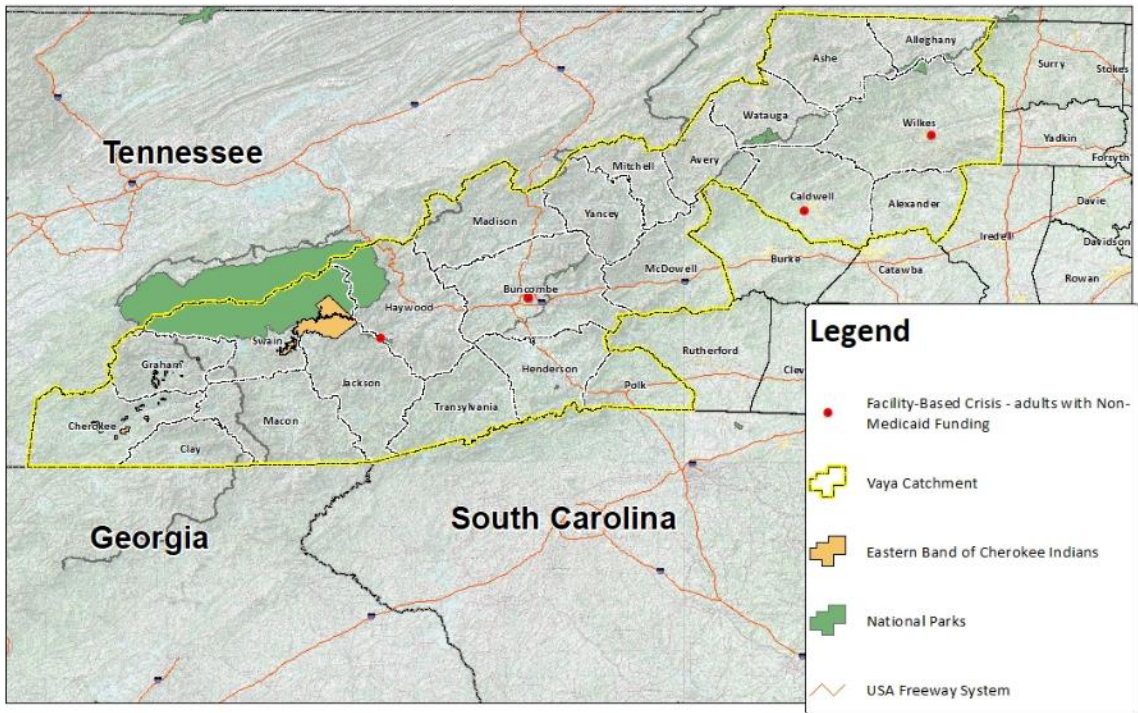 Alleghany
Ashe
Surry
Stokes
Watauga
Wilkes
Yadkin
Forsyth
Tennessee
Mitchell
Avery
Caldwell
Alexander
Davie
Madison
Yancey
Iredell
Davidson
Burke
Catawba
Rowan
McDowell
Buncombe
Haywood
Swain
Rutherford
Clev
Graham
Henderson
Jackson
Polk
Transylvania
Macon
Cherokee
Clay
Georgia
South Carolina
Legend
Facility-Based Crisis - adults with Non-
Medicaid Funding
Vaya Catchment
Eastern Band of Cherokee Indians
National Parks
USA Freeway System